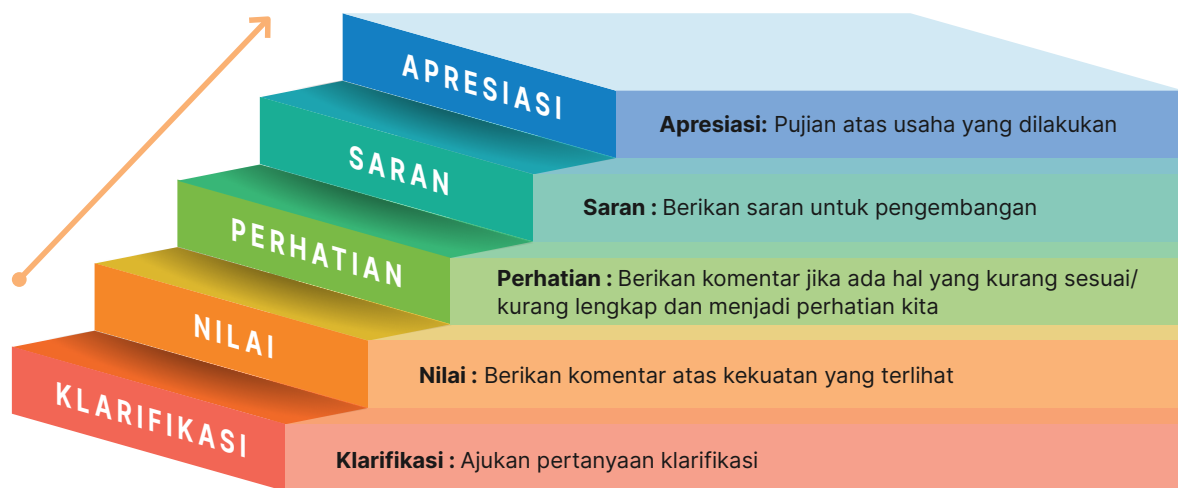 APRESIASI
Apresiasi: Pujian atas usaha yang dilakukan
SARAN
Saran : Berikan saran untuk pengembangan
PERHATIAN
Perhatian : Berikan komentar jika ada hal yang kurang sesuai/
kurang lengkap dan menjadi perhatian kita
NILAI
Nilai : Berikan komentar atas kekuatan yang terlihat
KLARIFIKASI
Klarifikasi : Ajukan pertanyaan klarifikasi